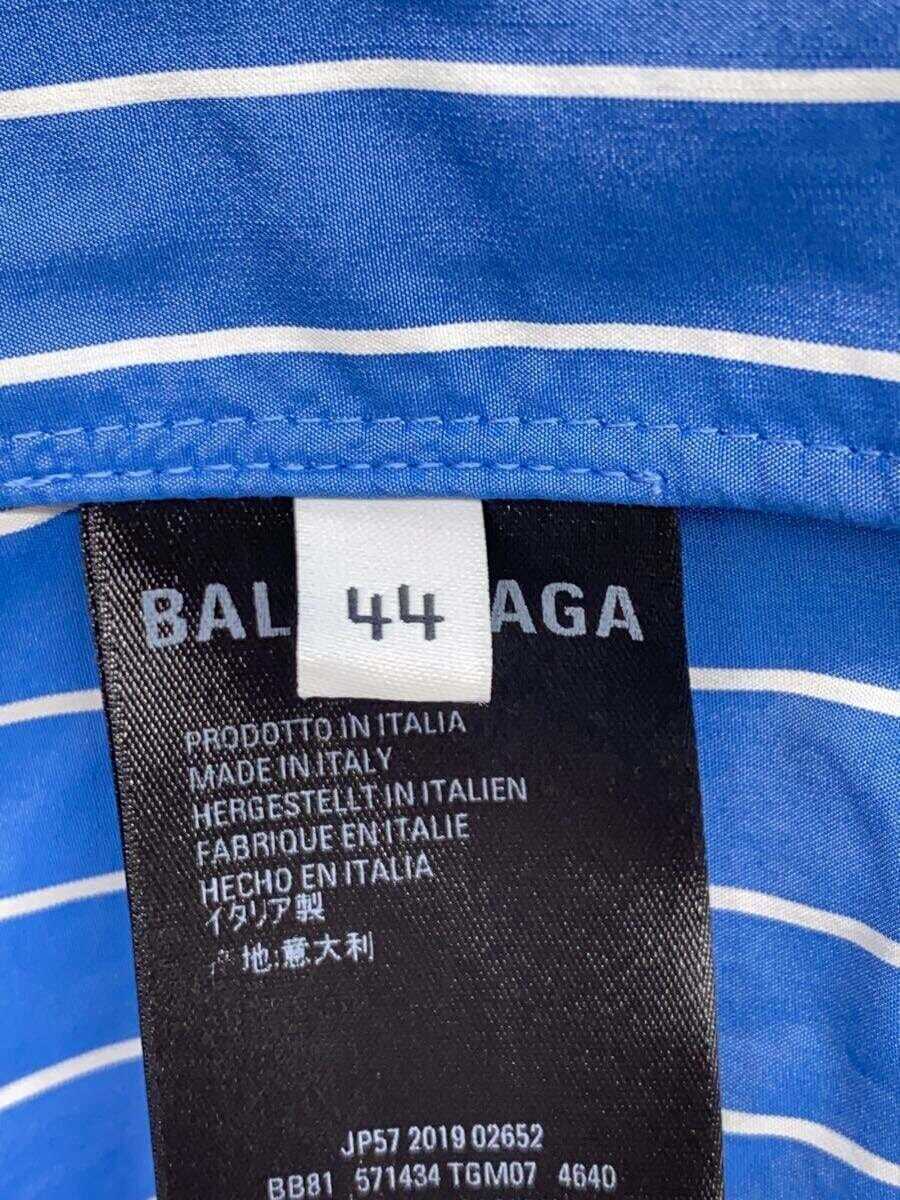 BAL 44 AGA
PRODOTTO IN ITALIA
MADE IN ITALY
HERGESTELLT IN ITALIEN
FABRIQUE EN ITALIE
HECHO EN ITALIA
イタリア製
地:意大利
JP57 2019 02652
BB81 571434 TGM07 4640